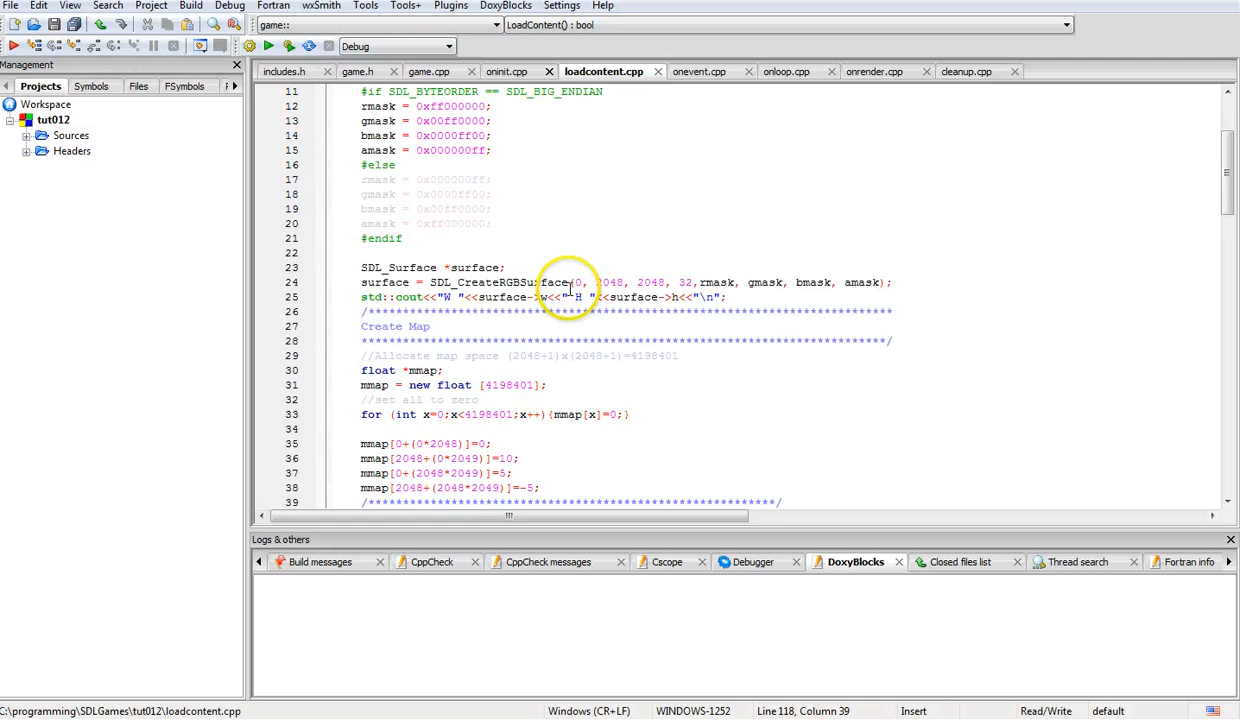 File Edit View Search Project Build Debug Fortran wxSmith Tools Tools+ Plugins DoxyBlocks Settings Help
game:: LoadContent() : bool
Debug
Management
Projects Symbols Files FSymbols
includes.h game.h game.cpp oninit.cpp loadcontent.cpp onevent.cpp onloop.cpp onrender.cpp cleanup.cpp
Workspace
tut012
Sources
Headers
11 #if SDL_BYTEORDER == SDL_BIG_ENDIAN
12 rmask = 0xff000000;
13 gmask = 0x00ff0000;
14 bmask = 0x0000ff00;
15 amask = 0x000000ff;
16 #else
17 rmask = 0x000000ff;
18 gmask = 0x0000ff00;
19 bmask = 0x00ff0000;
20 amask = 0xff000000;
21 #endif
22
23 SDL_Surface *surface;
24 surface = SDL_CreateRGBSurface(0, 2048, 2048, 32,rmask, gmask, bmask, amask);
25 std::cout<<"W "<<surface->w<<" H "<<surface->h<<"\n";
26 /***************************************************************************
27 Create Map
28 ***************************************************************************/
29 //Allocate map space (2048+1)x(2048+1)=4198401
30 float *mmap;
31 mmap = new float [4198401];
32 //set all to zero
33 for (int x=0;x<4198401;x++){mmap[x]=0;}
34
35 mmap[0+(0*2048)]=0;
36 mmap[2048+(0*2049)]=10;
37 mmap[0+(2048*2049)]=5;
38 mmap[2048+(2048*2049)]=-5;
39 /***********************************************************/
Logs & others
Build messages CppCheck CppCheck messages Cscope Debugger DoxyBlocks Closed files list Thread search Fortran info
C:\programming\SDLGames\tut012\loadcontent.cpp Windows (CR+LF) WINDOWS-1252 Line 118, Column 39 Insert Read/Write default